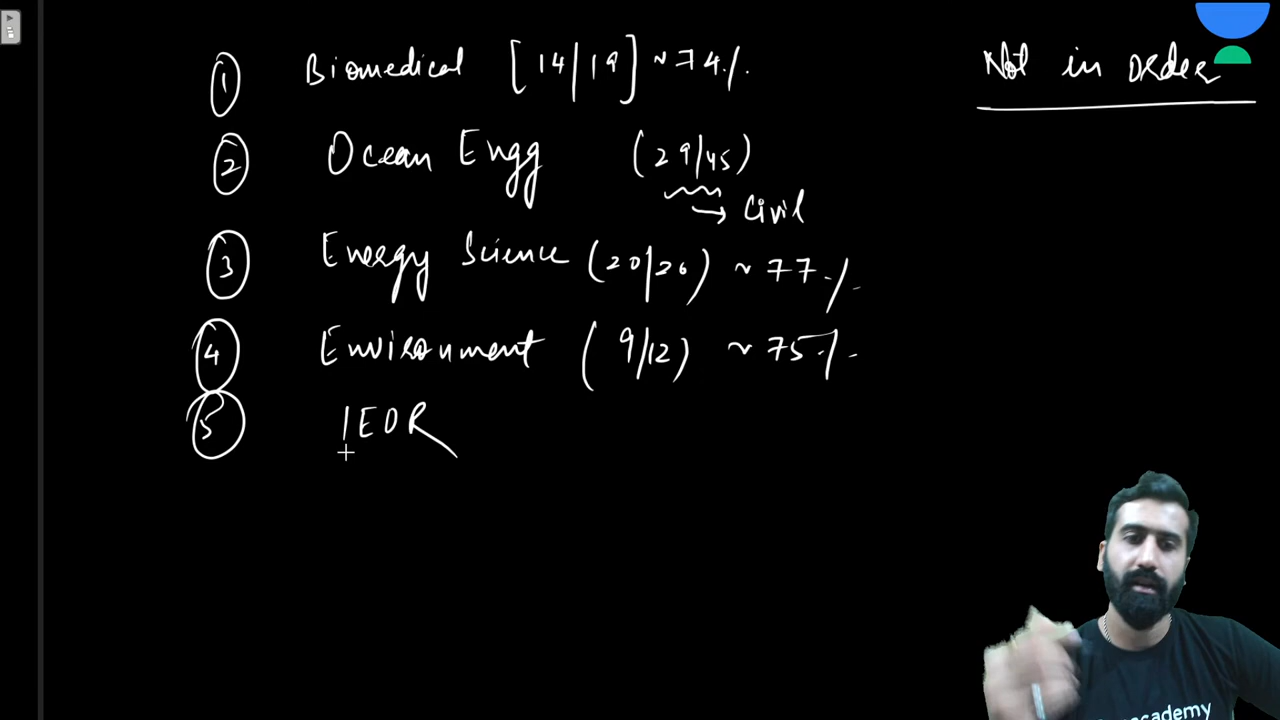 Not in order
1 Biomedical [14/19] ~ 74%.
2 Ocean Engg (29/45)
→ Civil
3 Energy Science (20/26) ~ 77%.
4 Environment (9/12) ~ 75%.
5 IEOR
academy